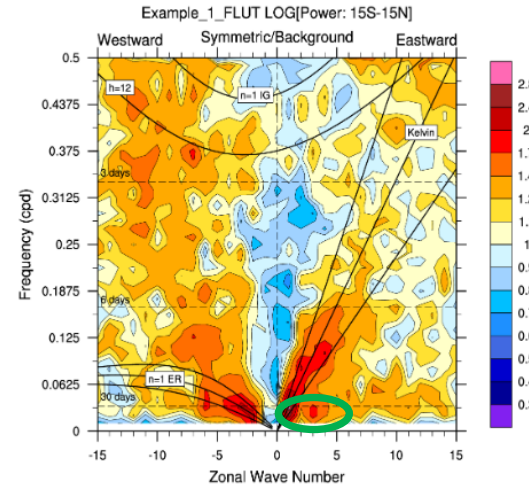 Example_1_FLUT LOG[Power: 15S-15N]
Westward Symmetric/Background Eastward
0.5
0.4375
0.375
0.3125
0.25
0.1875
0.125
0.0625
0
Frequency (cpd)
h=12
n=1 IG
Kelvin
3 days
6 days
n=1 ER
30 days
-15 -10 -5 0 5 10 15
Zonal Wave Number